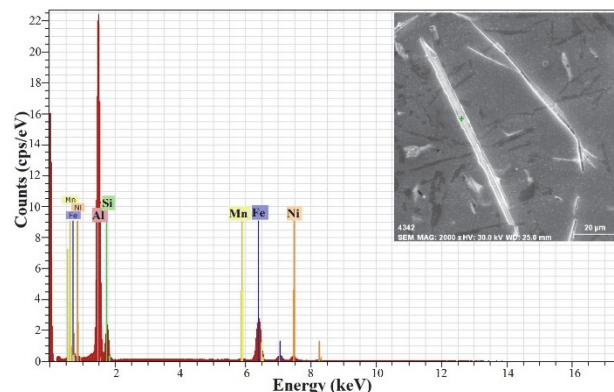 Counts (cps/eV)
22
20
18
16
14
12
10
8
6
4
2
0
Mn
Ni
Fe
Al
Si
Mn
Fe
Ni
2
4
6
8
10
12
14
16
Energy (keV)
4342
SEM MAG: 2000 x HV: 30.0 kV WD: 25.0 mm
20 µm